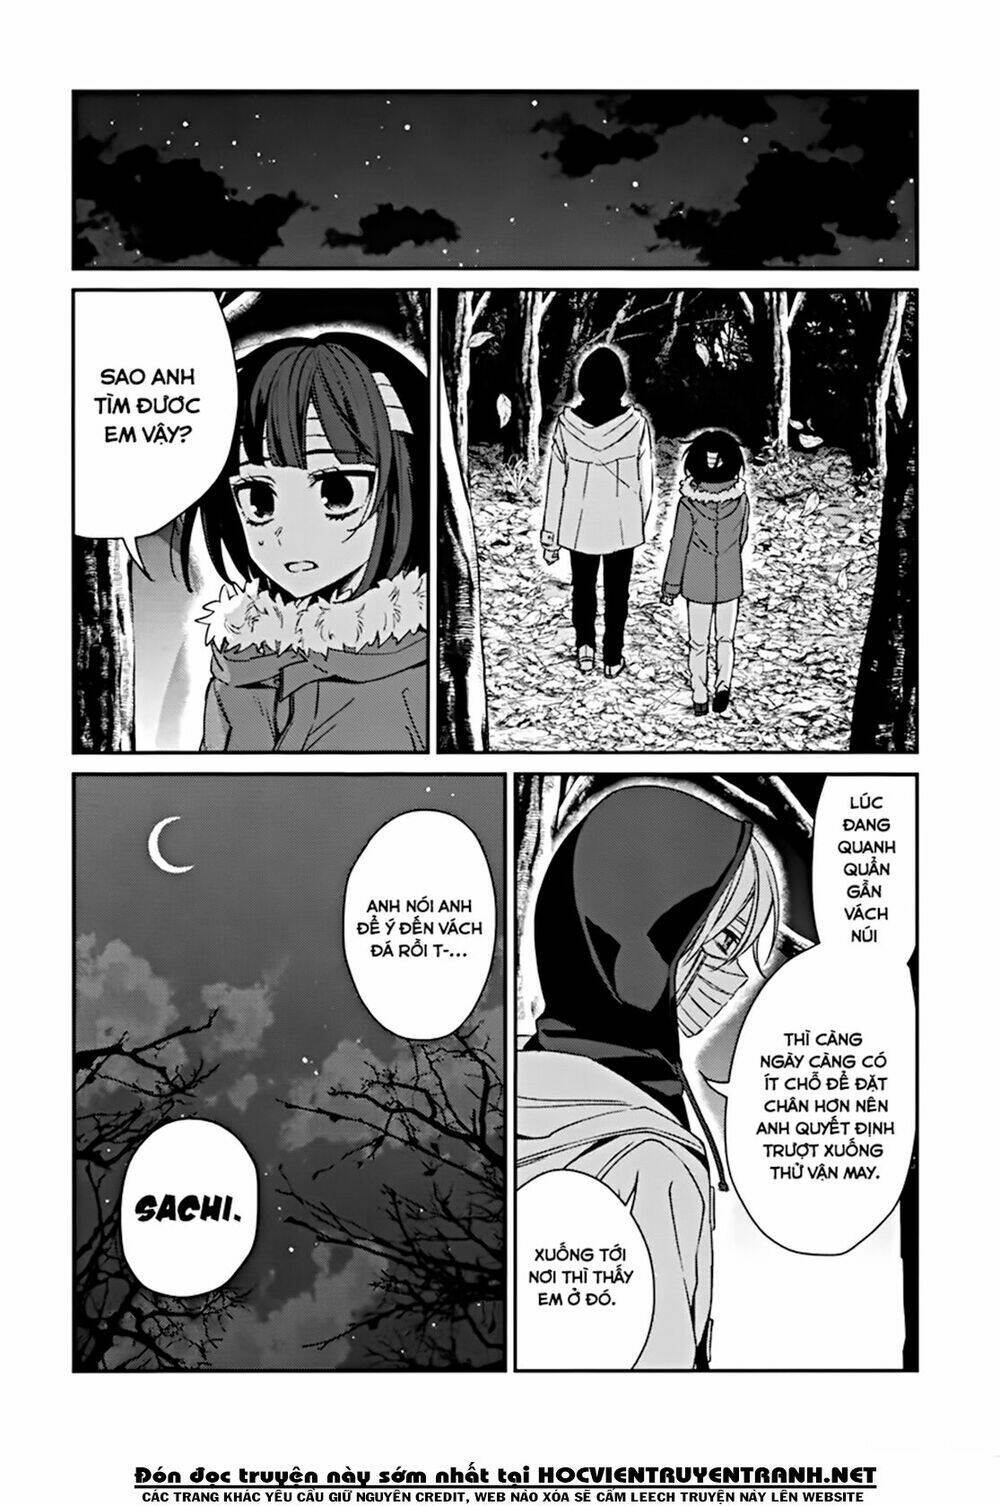 SAO ANH
TÌM ĐƯƠC
EM VẬY?
LÚC
ĐANG
QUANH
QUẨN
GẦN
VÁCH
NÚI
THÌ CÀNG
NGÀY CÀNG CÓ
ÍT CHỖ ĐỂ ĐẶT
CHÂN HƠN NÊN
ANH QUYẾT ĐỊNH
TRƯỢT XUỐNG
THỬ VẬN MAY.
XUỐNG TỚI
NƠI THÌ THẤY
EM Ở ĐÓ.
ANH NÓI ANH
ĐỂ Ý ĐẾN VÁCH
ĐÁ RỒI T-...
SACHI.
Đón đọc truyện này sớm nhất tại HOCVIENTRUYENTRANH.NET
CÁC TRANG KHÁC YÊU CẦU GIỮ NGUYÊN CREDIT, WEB NÀO XÓA SẼ CẤM LEECH TRUYỆN NÀY LÊN WEBSITE